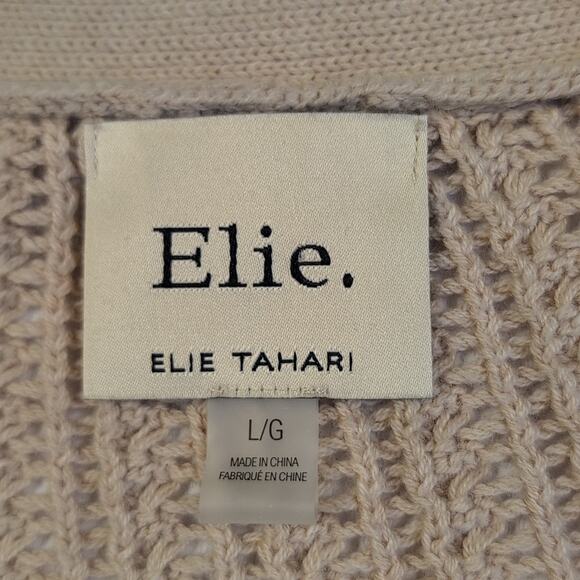 Elie.
ELIE TAHARI
L/G
MADE IN CHINA
FABRIQUÉ EN CHINE